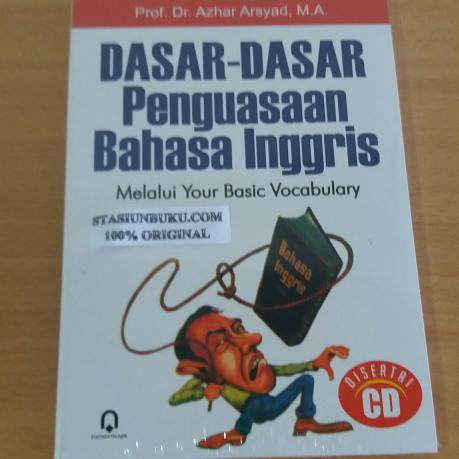 Prof. Dr. Azhar Arsyad, M.A.
DASAR-DASAR
Penguasaan
Bahasa Inggris
Melalui Your Basic Vocabulary
STASIUNBUKU.COM
100% ORIGINAL
Bahasa
Inggris
DISERTAI
CD